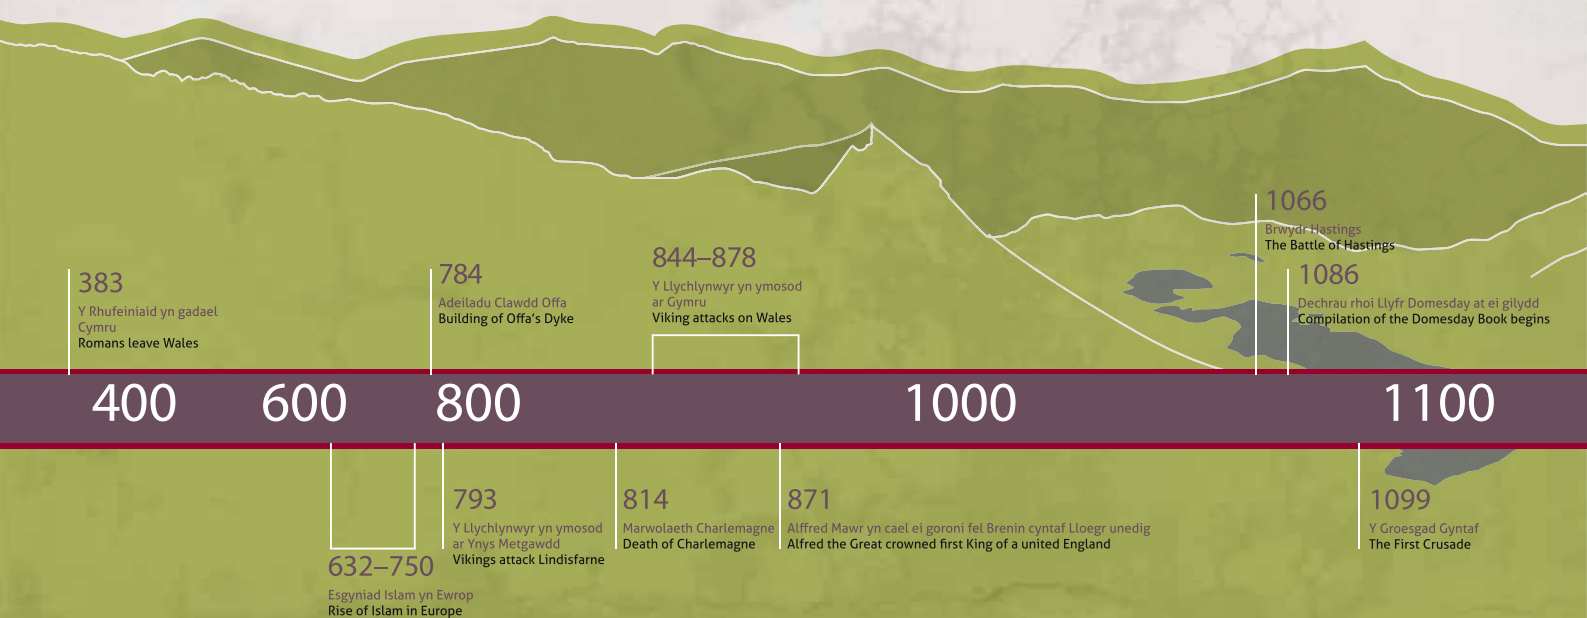 383
Y Rhufeiniaid yn gadael
Cymru
Romans leave Wales
784
Adeiladu Clawdd Offa
Building of Offa's Dyke
844–878
Y Llychlynwyr yn ymosod
ar Gymru
Viking attacks on Wales
1066
Brwydr Hastings
The Battle of Hastings
1086
Dechrau rhoi Llyfr Domesday at ei gilydd
Compilation of the Domesday Book begins
400 600 800 1000 1100
632–750
Esgyniad Islam yn Ewrop
Rise of Islam in Europe
793
Y Llychlynwyr yn ymosod
ar Ynys Metgawdd
Vikings attack Lindisfarne
814
Marwolaeth Charlemagne
Death of Charlemagne
871
Alffred Mawr yn cael ei goroni fel Brenin cyntaf Lloegr unedig
Alfred the Great crowned first King of a united England
1099
Y Groesgad Gyntaf
The First Crusade